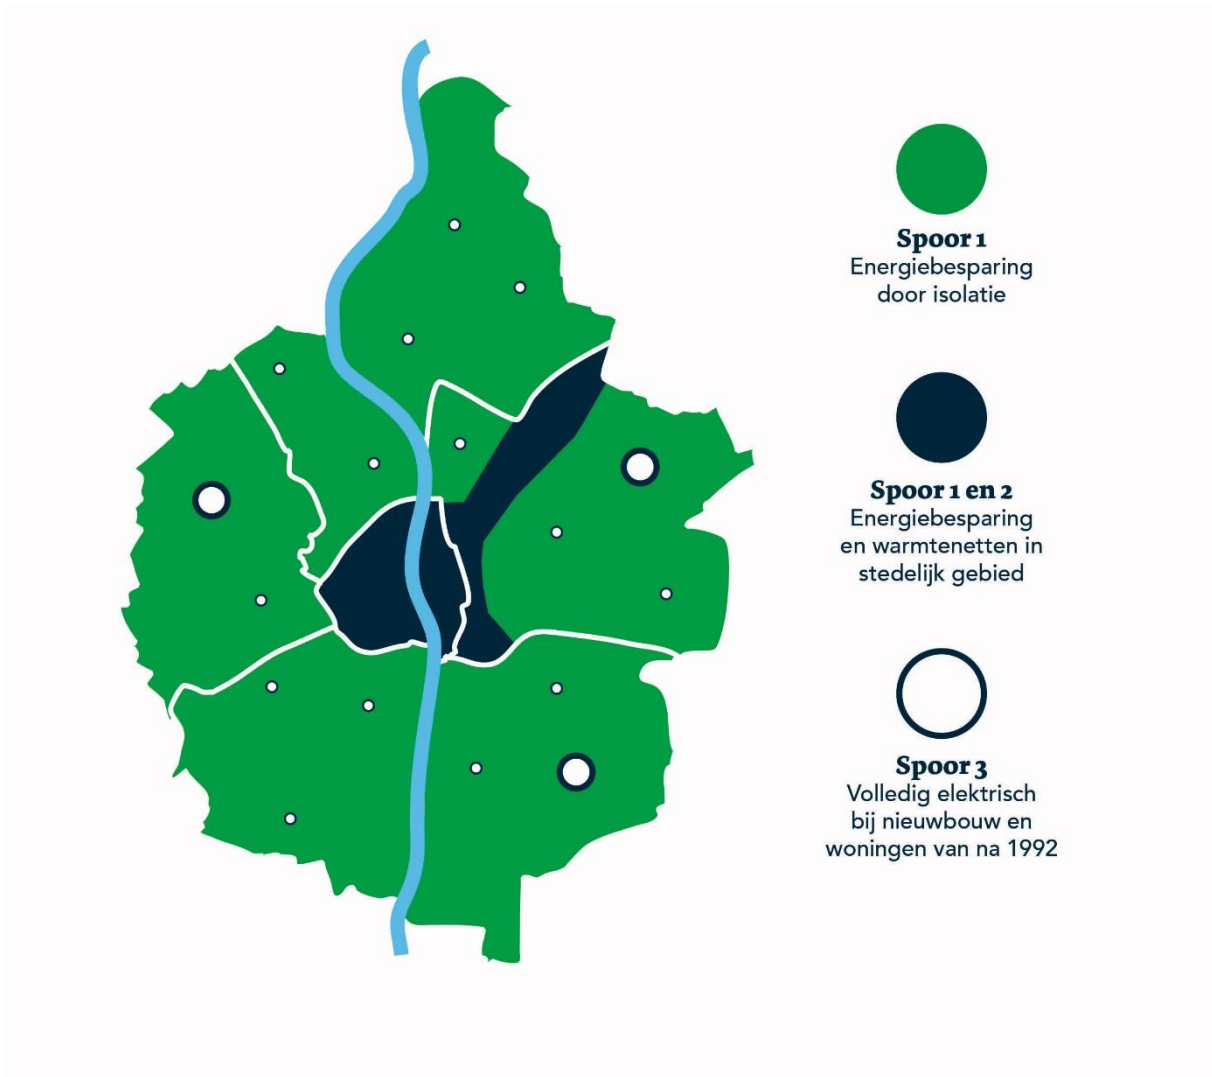 Spoor 1
Energiebesparing
door isolatie
Spoor 1 en 2
Energiebesparing
en warmtenetten in
stedelijk gebied
Spoor 3
Volledig elektrisch
bij nieuwbouw en
woningen van na 1992